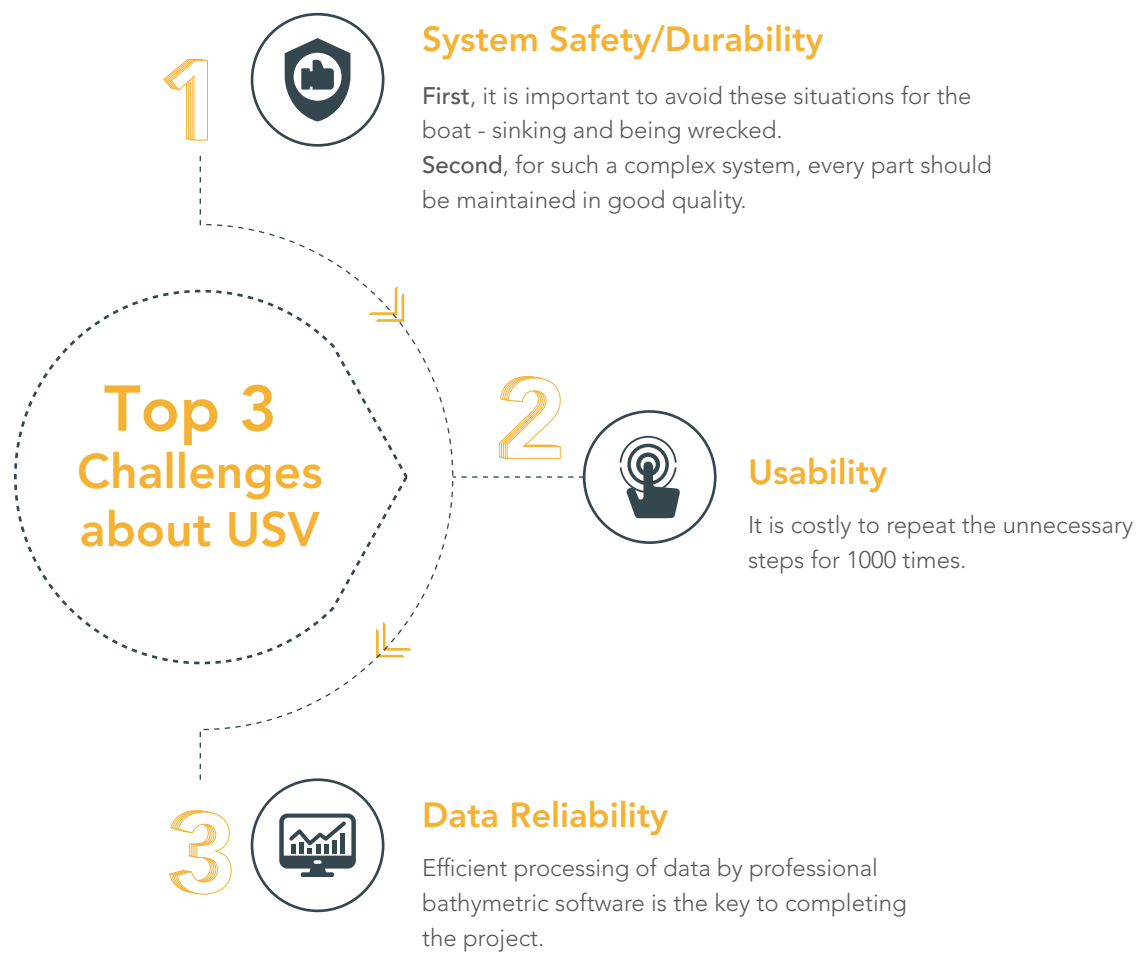 1
System Safety/Durability
First, it is important to avoid these situations for the
boat - sinking and being wrecked.
Second, for such a complex system, every part should
be maintained in good quality.
Top 3
Challenges
about USV
2
Usability
It is costly to repeat the unnecessary
steps for 1000 times.
3
Data Reliability
Efficient processing of data by professional
bathymetric software is the key to completing
the project.